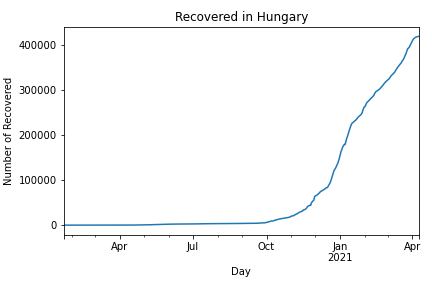 Recovered in Hungary
Number of Recovered
400000
300000
200000
100000
0
Apr Jul Oct Jan Apr
2021
Day